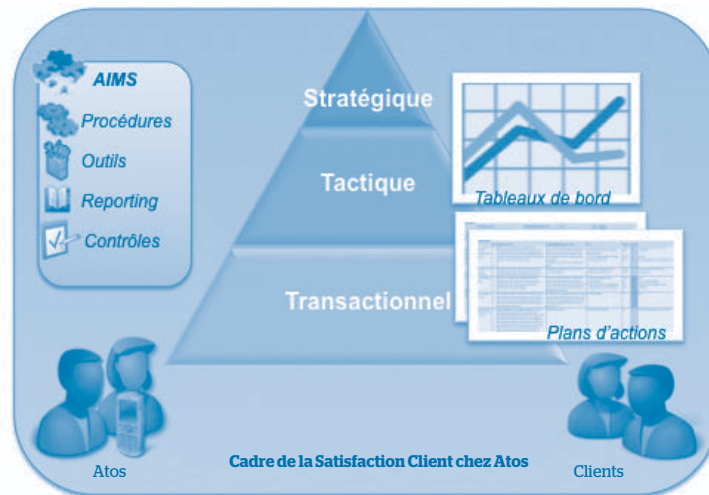 AIMS
Procédures
Outils
Reporting
Contrôles
Stratégique
Tactique
Transactionnel
Tableaux de bord
Plans d'actions
Atos
Cadre de la Satisfaction Client chez Atos
Clients